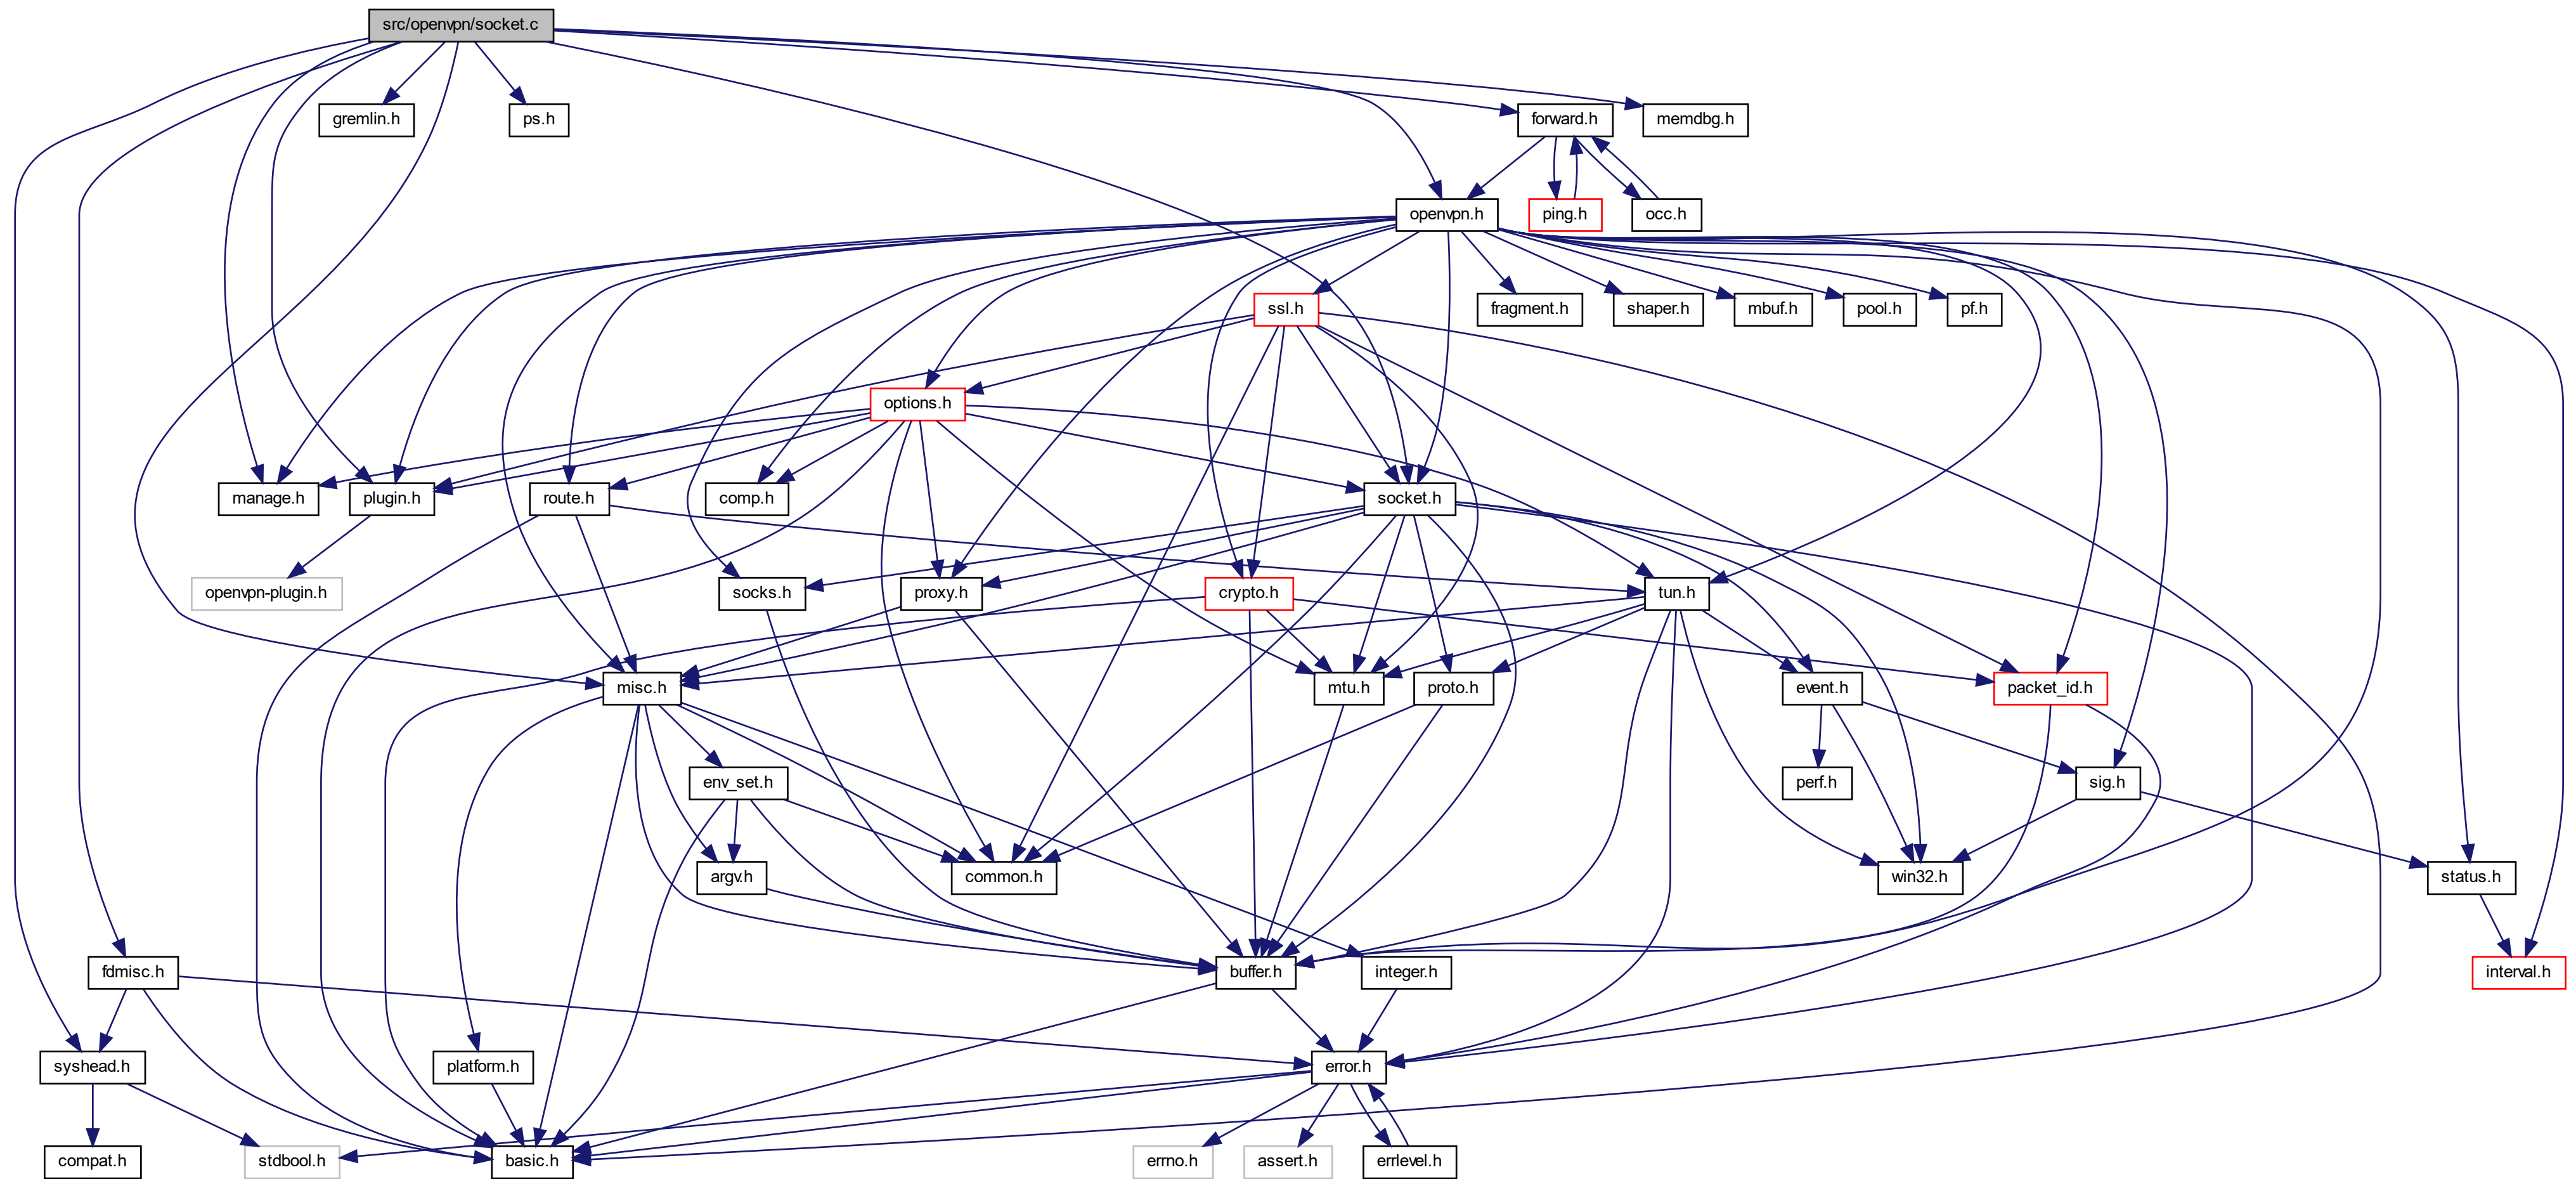 src/openvpn/socket.c
gremlin.h
ps.h
forward.h
memdbg.h
openvpn.h
ping.h
occ.h
ssl.h
fragment.h
shaper.h
mbuf.h
pool.h
pf.h
options.h
manage.h
plugin.h
route.h
comp.h
socket.h
openvpn-plugin.h
socks.h
proxy.h
crypto.h
tun.h
misc.h
mtu.h
proto.h
event.h
packet_id.h
env_set.h
perf.h
sig.h
argv.h
common.h
win32.h
status.h
fdmisc.h
buffer.h
integer.h
interval.h
syshead.h
platform.h
error.h
compat.h
stdbool.h
basic.h
errno.h
assert.h
errlevel.h